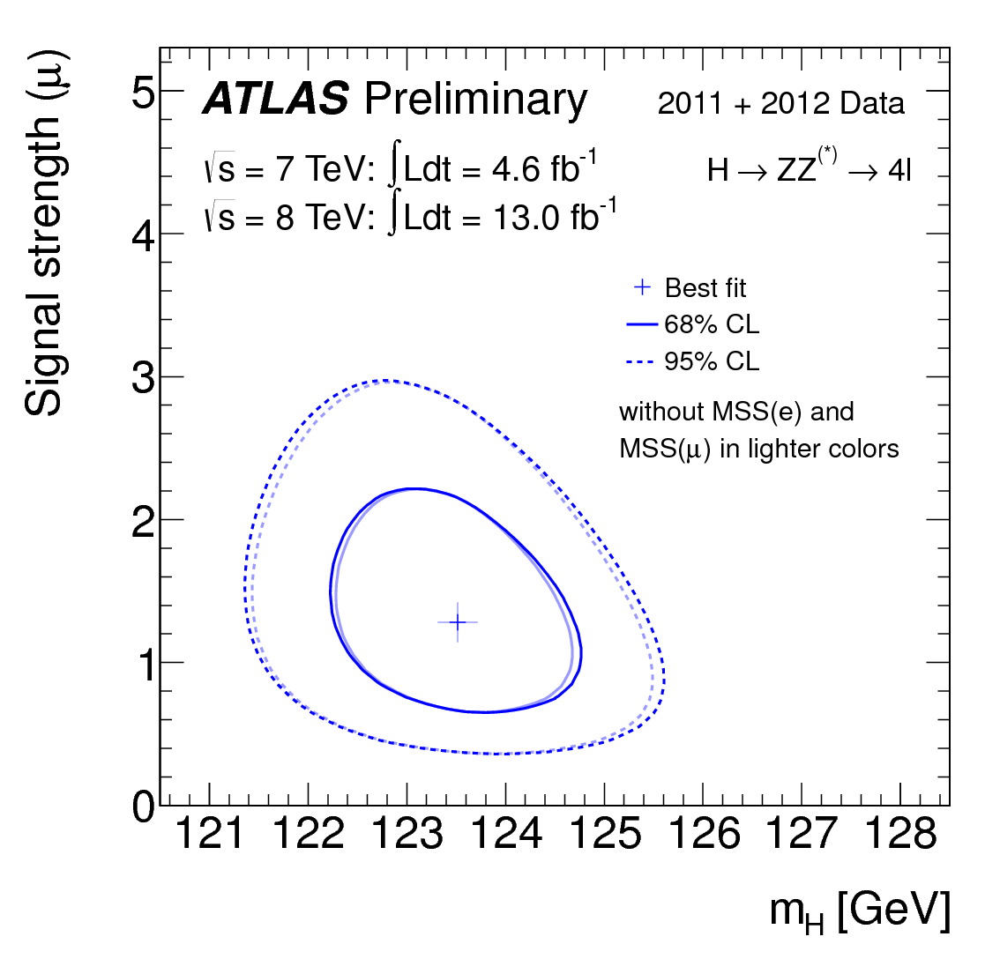 Signal strength (μ)
5
4
3
2
1
0
ATLAS Preliminary
2011 + 2012 Data
√s = 7 TeV: ∫Ldt = 4.6 fb⁻¹
H → ZZ⁽*⁾ → 4l
√s = 8 TeV: ∫Ldt = 13.0 fb⁻¹
Best fit
68% CL
95% CL
without MSS(e) and
MSS(μ) in lighter colors
121 122 123 124 125 126 127 128
m_H [GeV]